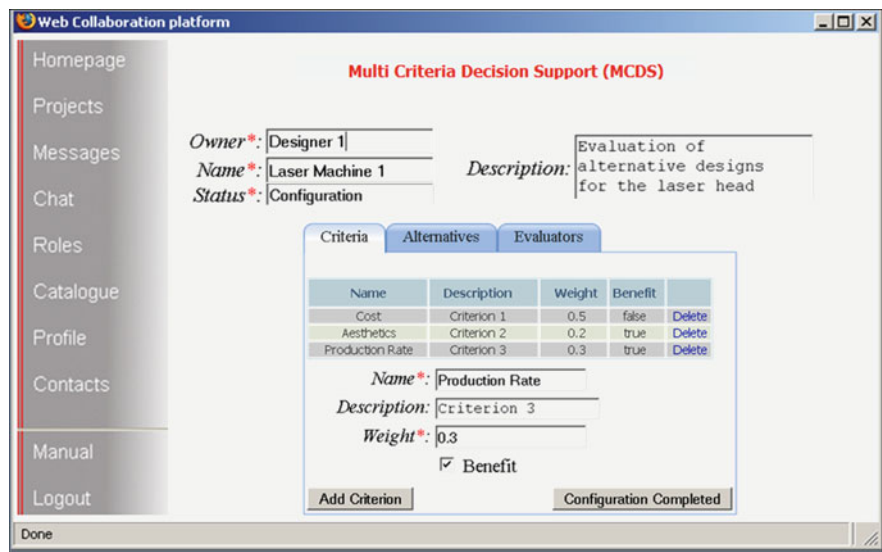 Web Collaboration platform
Homepage
Projects
Messages
Chat
Roles
Catalogue
Profile
Contacts
Manual
Logout
Multi Criteria Decision Support (MCDS)
Owner*: Designer 1
Name*: Laser Machine 1
Status*: Configuration
Description: Evaluation of
alternative designs
for the laser head
Criteria Alternatives Evaluators
Name Description Weight Benefit
Cost Criterion 1 0.5 false Delete
Aesthetics Criterion 2 0.2 true Delete
Production Rate Criterion 3 0.3 true Delete
Name*: Production Rate
Description: Criterion 3
Weight*: 0.3
Benefit
Add Criterion Configuration Completed
Done